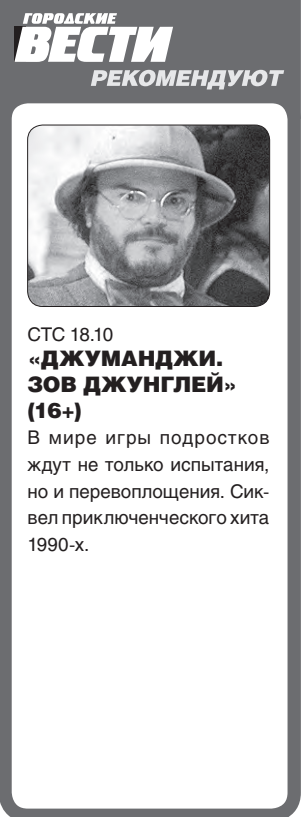 ГОРОДСКИЕ
ВЕСТИ
РЕКОМЕНДУЮТ
СТС 18.10
«ДЖУМАНДЖИ.
ЗОВ ДЖУНГЛЕЙ»
(16+)
В мире игры подростков
ждут не только испытания,
но и перевоплощения. Сик-
вел приключенческого хита
1990-х.